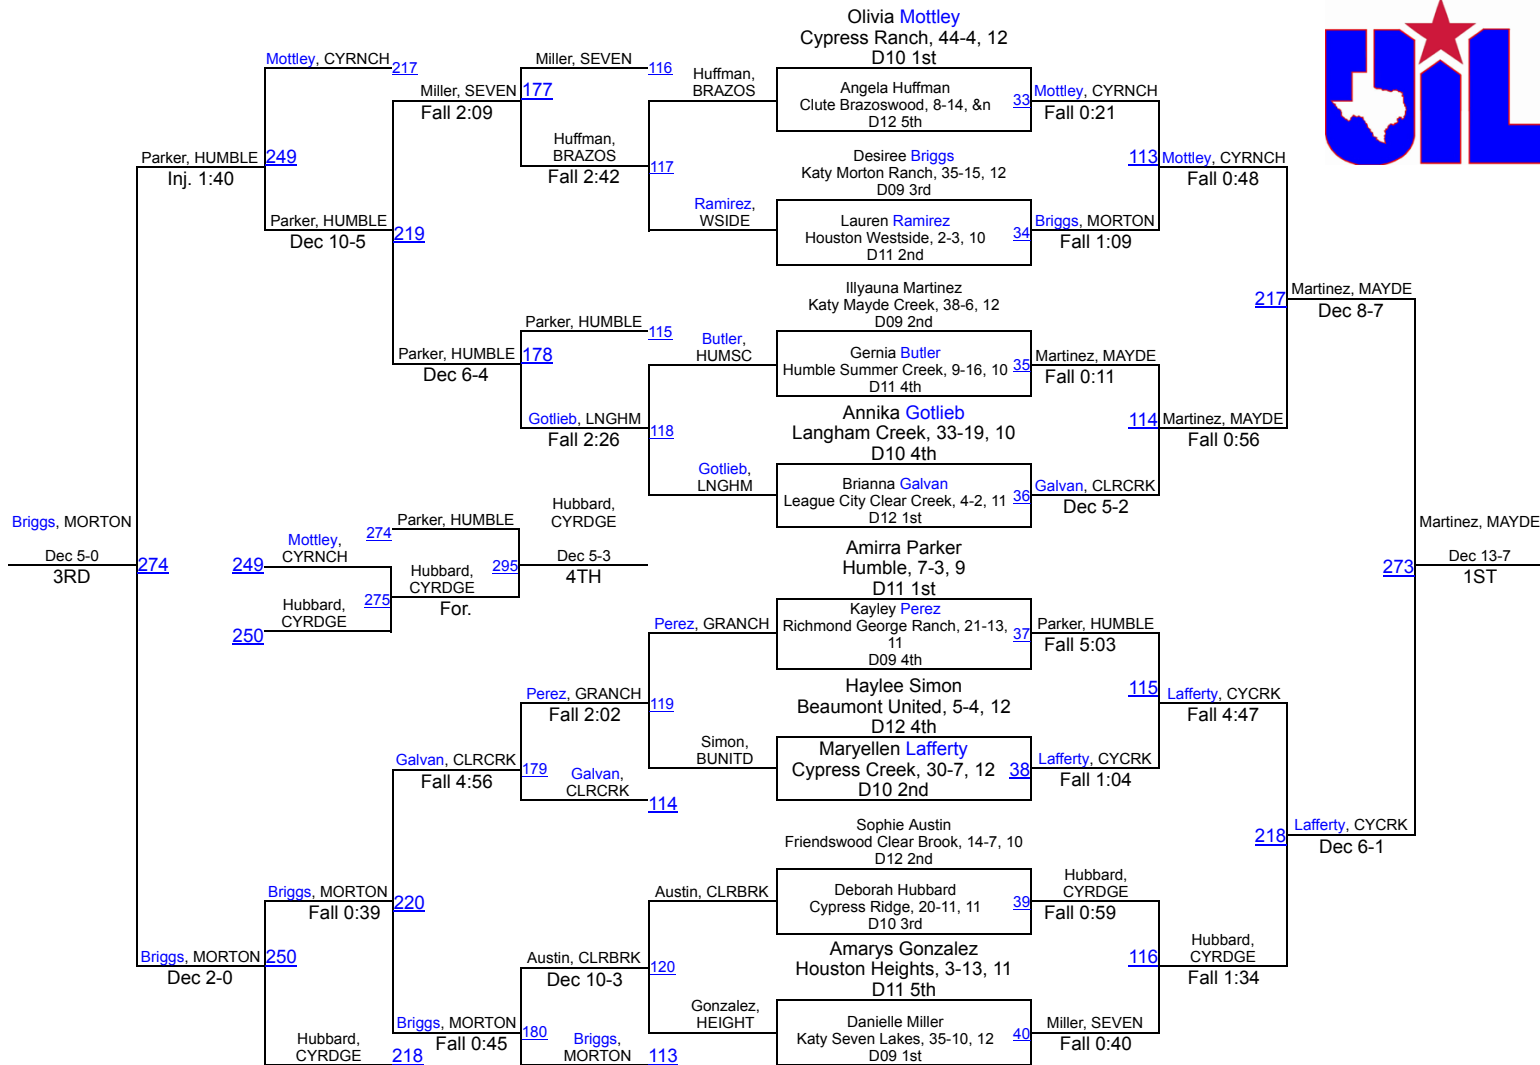 Olivia Mottley
Cypress Ranch, 44-4, 12
D10 1st
Angela Huffman
Clute Brazoswood, 8-14, &n
D12 5th
33
Desiree Briggs
Katy Morton Ranch, 35-15, 12
D09 3rd
Lauren Ramirez
Houston Westside, 2-3, 10
D11 2nd
34
Illyauna Martinez
Katy Mayde Creek, 38-6, 12
D09 2nd
Gernia Butler
Humble Summer Creek, 9-16, 10
D11 4th
35
Annika Gotlieb
Langham Creek, 33-19, 10
D10 4th
Brianna Galvan
League City Clear Creek, 4-2, 11
D12 1st
36
Amirra Parker
Humble, 7-3, 9
D11 1st
Kayley Perez
Richmond George Ranch, 21-13,
11
D09 4th
37
Haylee Simon
Beaumont United, 5-4, 12
D12 4th
Maryellen Lafferty
Cypress Creek, 30-7, 12
D10 2nd
38
Sophie Austin
Friendswood Clear Brook, 14-7, 10
D12 2nd
Deborah Hubbard
Cypress Ridge, 20-11, 11
D10 3rd
39
Amarys Gonzalez
Houston Heights, 3-13, 11
D11 5th
Danielle Miller
Katy Seven Lakes, 35-10, 12
D09 1st
40
Mottley, CYRNCH
Fall 0:21
Briggs, MORTON
Fall 1:09
Martinez, MAYDE
Fall 0:11
Galvan, CLRCRK
Dec 5-2
Parker, HUMBLE
Fall 5:03
Lafferty, CYCRK
Fall 1:04
Hubbard,
CYRDGE
Fall 0:59
Miller, SEVEN
Fall 0:40
113
Mottley, CYRNCH
Fall 0:48
114
Martinez, MAYDE
Fall 0:56
115
Lafferty, CYCRK
Fall 4:47
116
Hubbard,
CYRDGE
Fall 1:34
217
Martinez, MAYDE
Dec 8-7
218
Lafferty, CYCRK
Dec 6-1
273
Martinez, MAYDE
Dec 13-7
1ST
UIL
Huffman,
BRAZOS
Ramirez,
WSIDE
Butler,
HUMSC
Gotlieb,
LNGHM
Perez, GRANCH
Simon,
BUNITD
Austin, CLRBRK
Gonzalez,
HEIGHT
Miller, SEVEN
116
Huffman,
BRAZOS
Fall 2:42
117
Parker, HUMBLE
115
Gotlieb, LNGHM
Fall 2:26
118
Perez, GRANCH
Fall 2:02
119
Galvan,
CLRCRK
114
Austin, CLRBRK
Dec 10-3
120
Briggs,
MORTON
113
Miller, SEVEN
Fall 2:09
177
Parker, HUMBLE
Dec 6-4
178
Galvan, CLRCRK
Fall 4:56
179
Briggs, MORTON
Fall 0:45
180
Mottley, CYRNCH
217
Parker, HUMBLE
Dec 10-5
219
Briggs, MORTON
Fall 0:39
220
Hubbard,
CYRDGE
218
Parker, HUMBLE
Inj. 1:40
249
Briggs, MORTON
Dec 2-0
250
Briggs, MORTON
Dec 5-0
3RD
274
249
Mottley,
CYRNCH
250
Hubbard,
CYRDGE
275
274
Parker, HUMBLE
Hubbard,
CYRDGE
For.
295
Hubbard,
CYRDGE
Dec 5-3
4TH